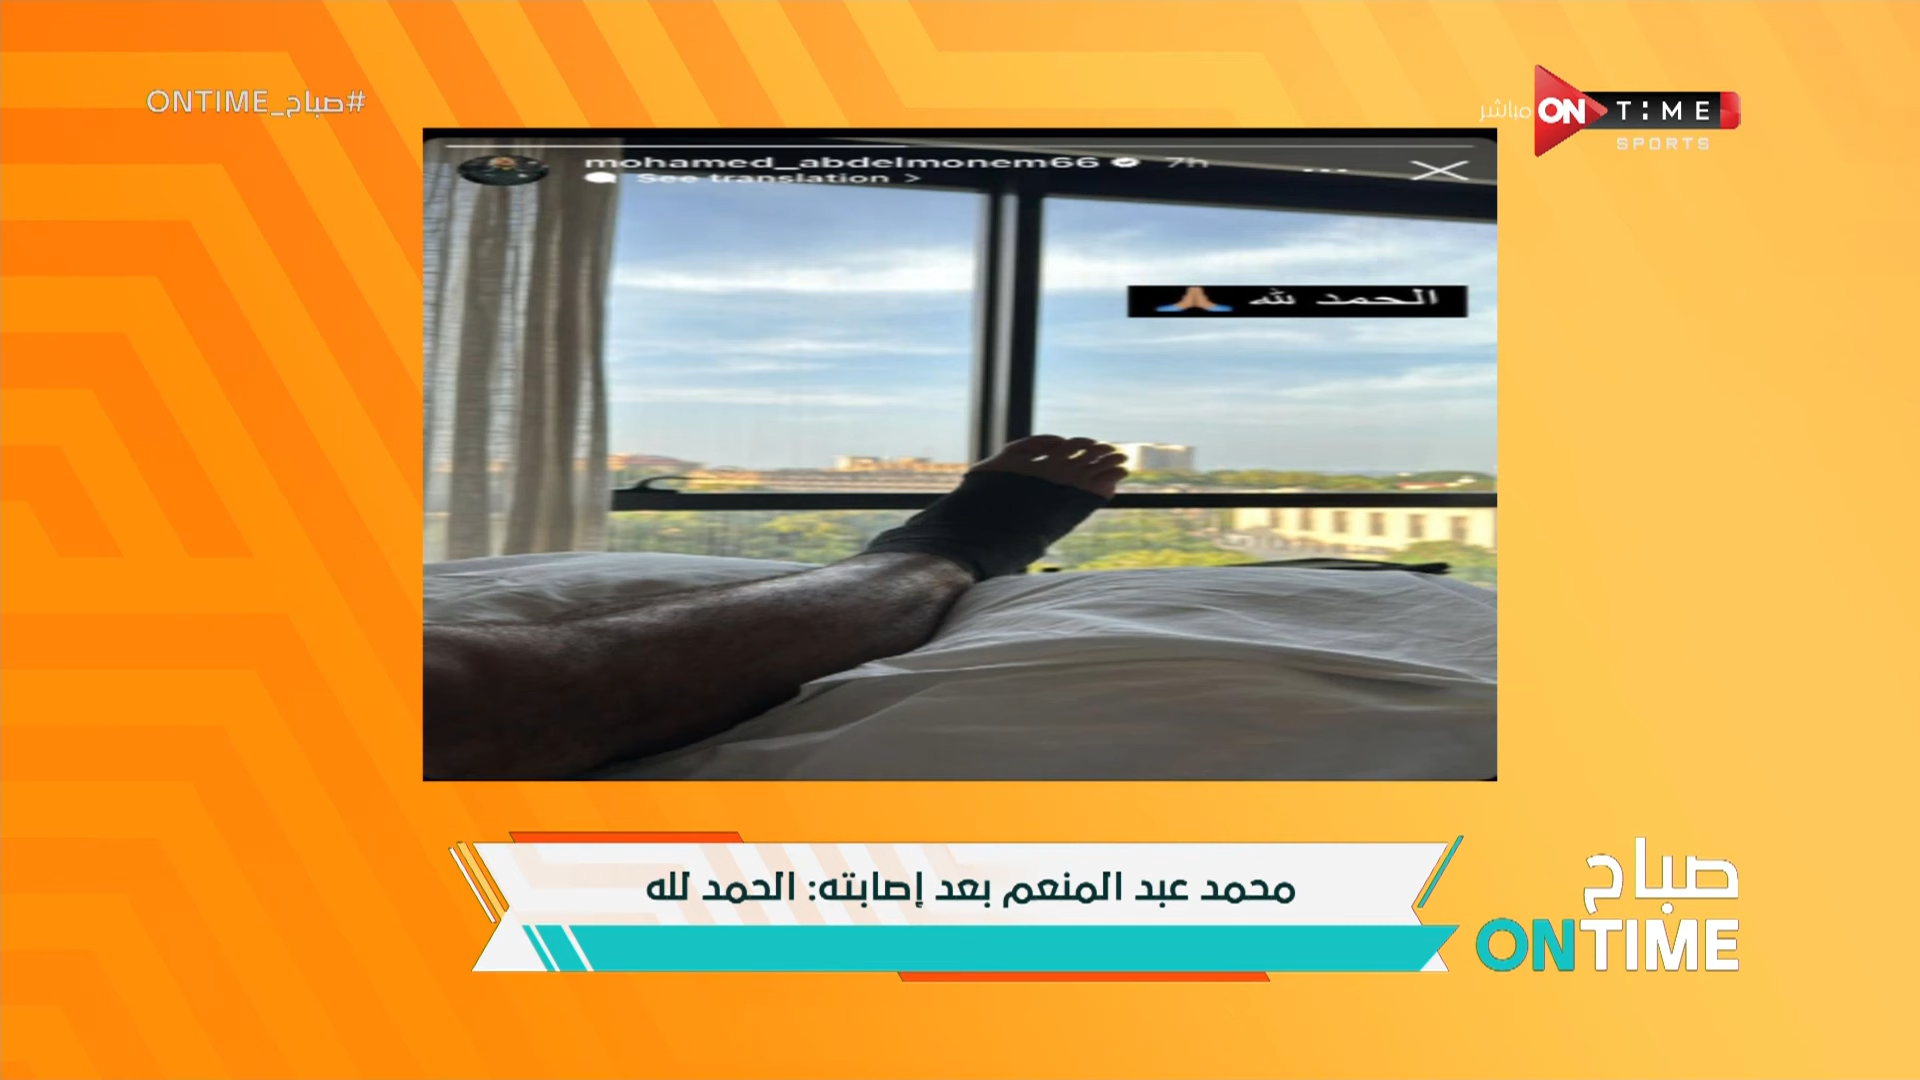 #صباح_ONTIME
مباشر
ON TIME
SPORTS
mohamed_abdelmonem66 7h
See translation >
الحمد لله 🙏🏽
محمد عبد المنعم بعد إصابته: الحمد لله
صباح
ONTIME